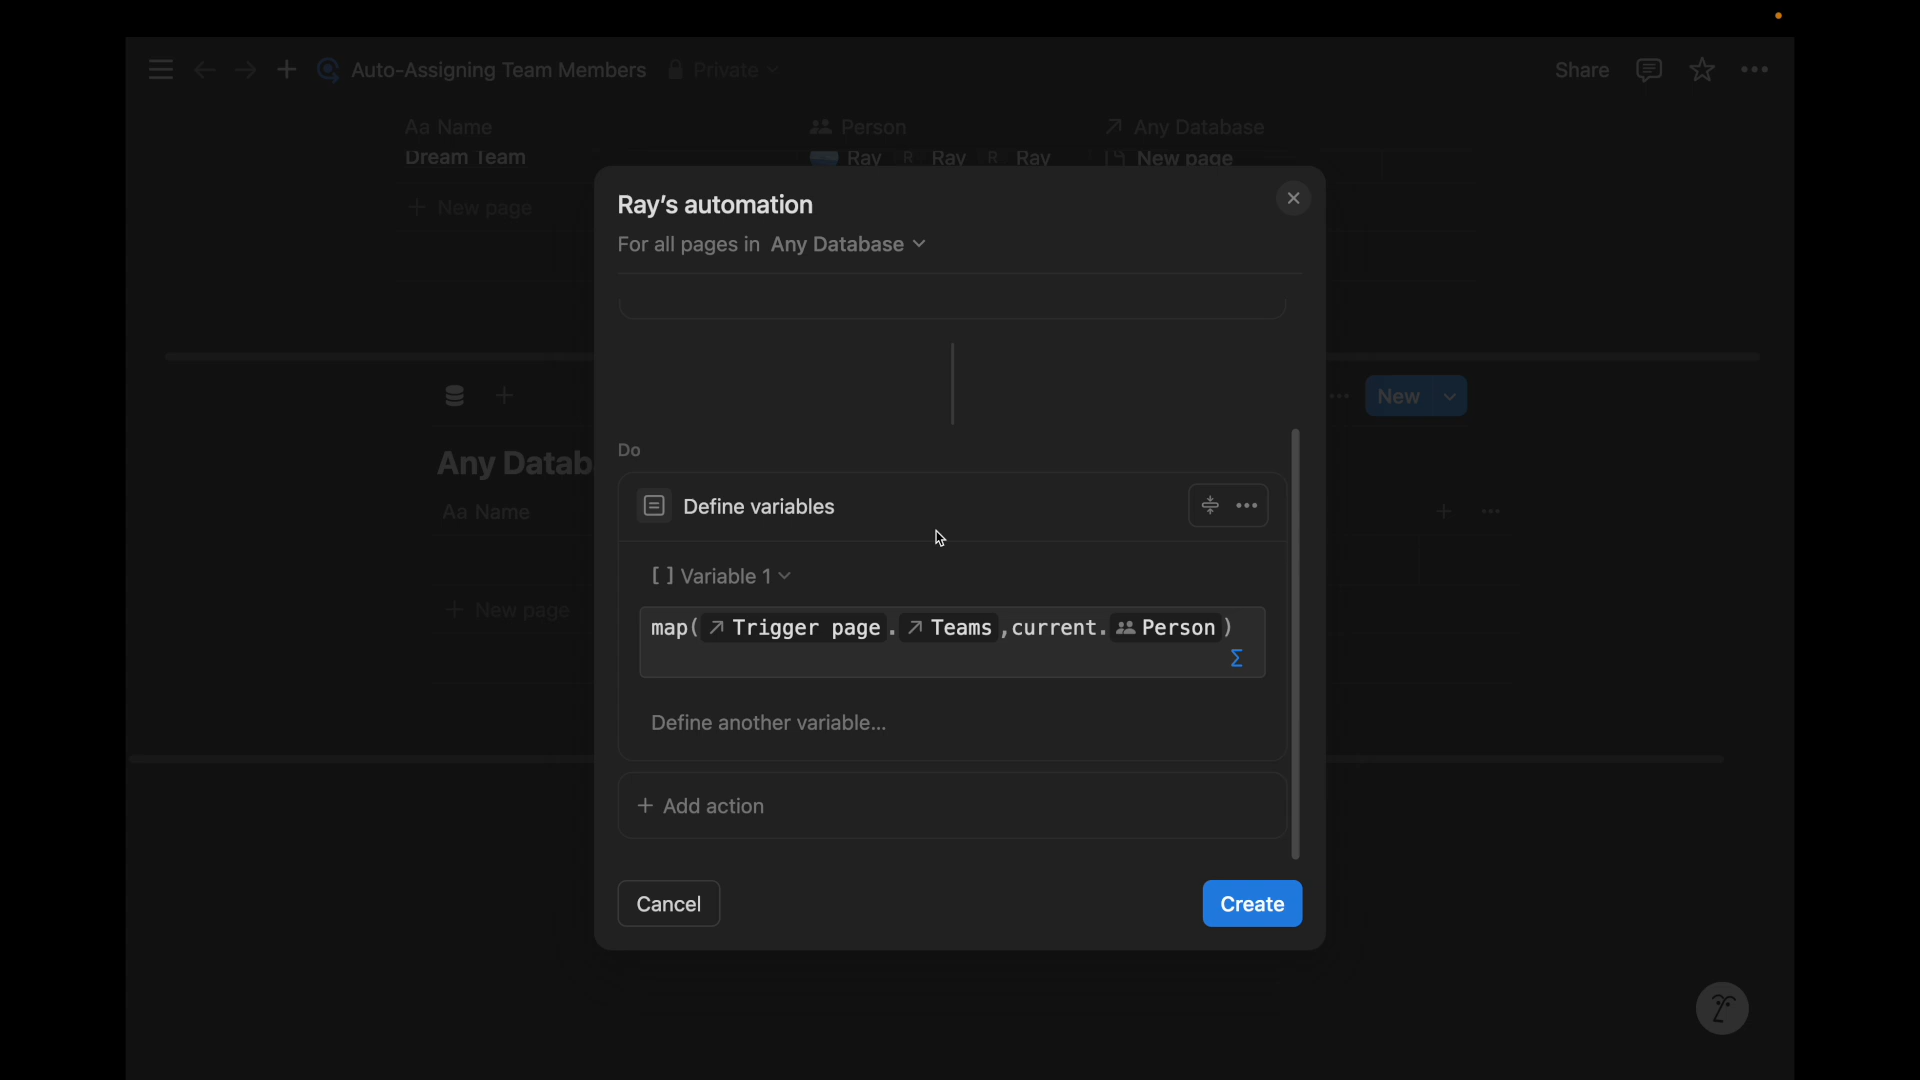 Auto-Assigning Team Members Private
Share
Aa Name Person Any Database
Dream Team Ray R Ray R Ray New page
+ New page
Ray's automation
For all pages in Any Database
New
Do
Any Datab
Define variables
Aa Name
[ ] Variable 1
+ New page
map( Trigger page . Teams ,current. Person )
Σ
Define another variable...
+ Add action
Cancel
Create